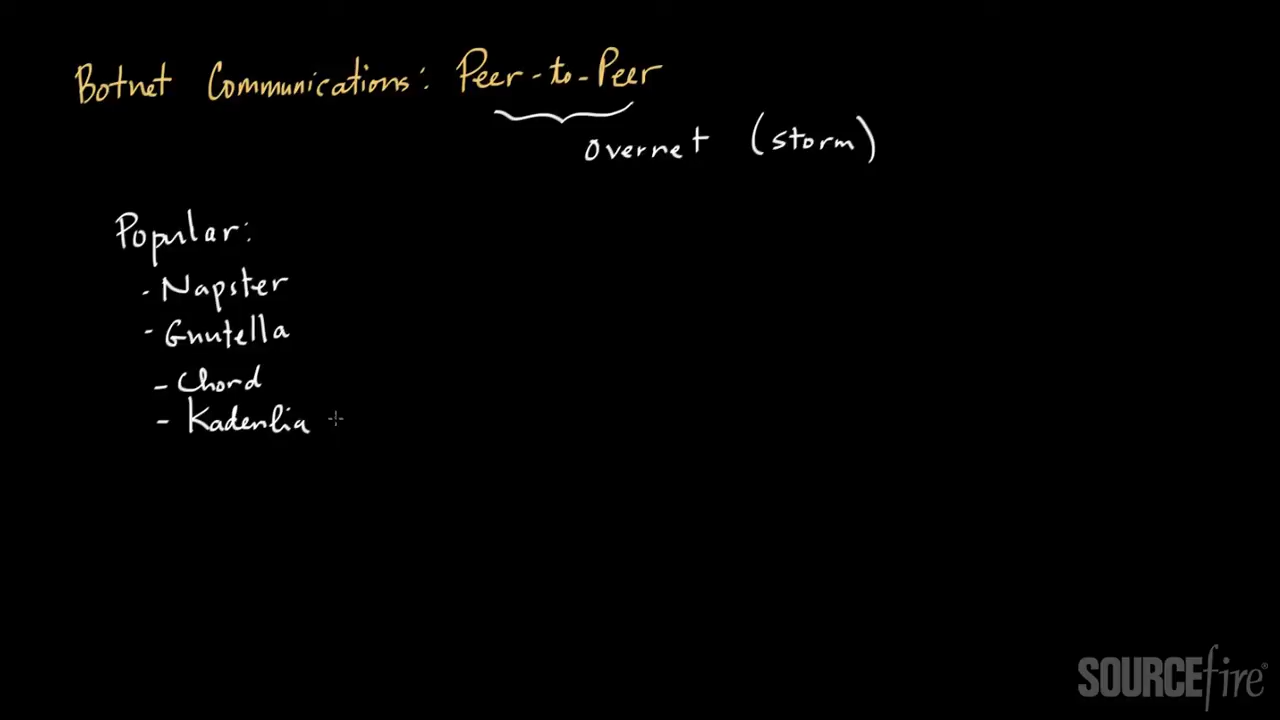 Botnet Communications: Peer-to-Peer
Overnet (storm)
Popular:
- Napster
- Gnutella
- Chord
- Kadenlia
SOURCEfire®